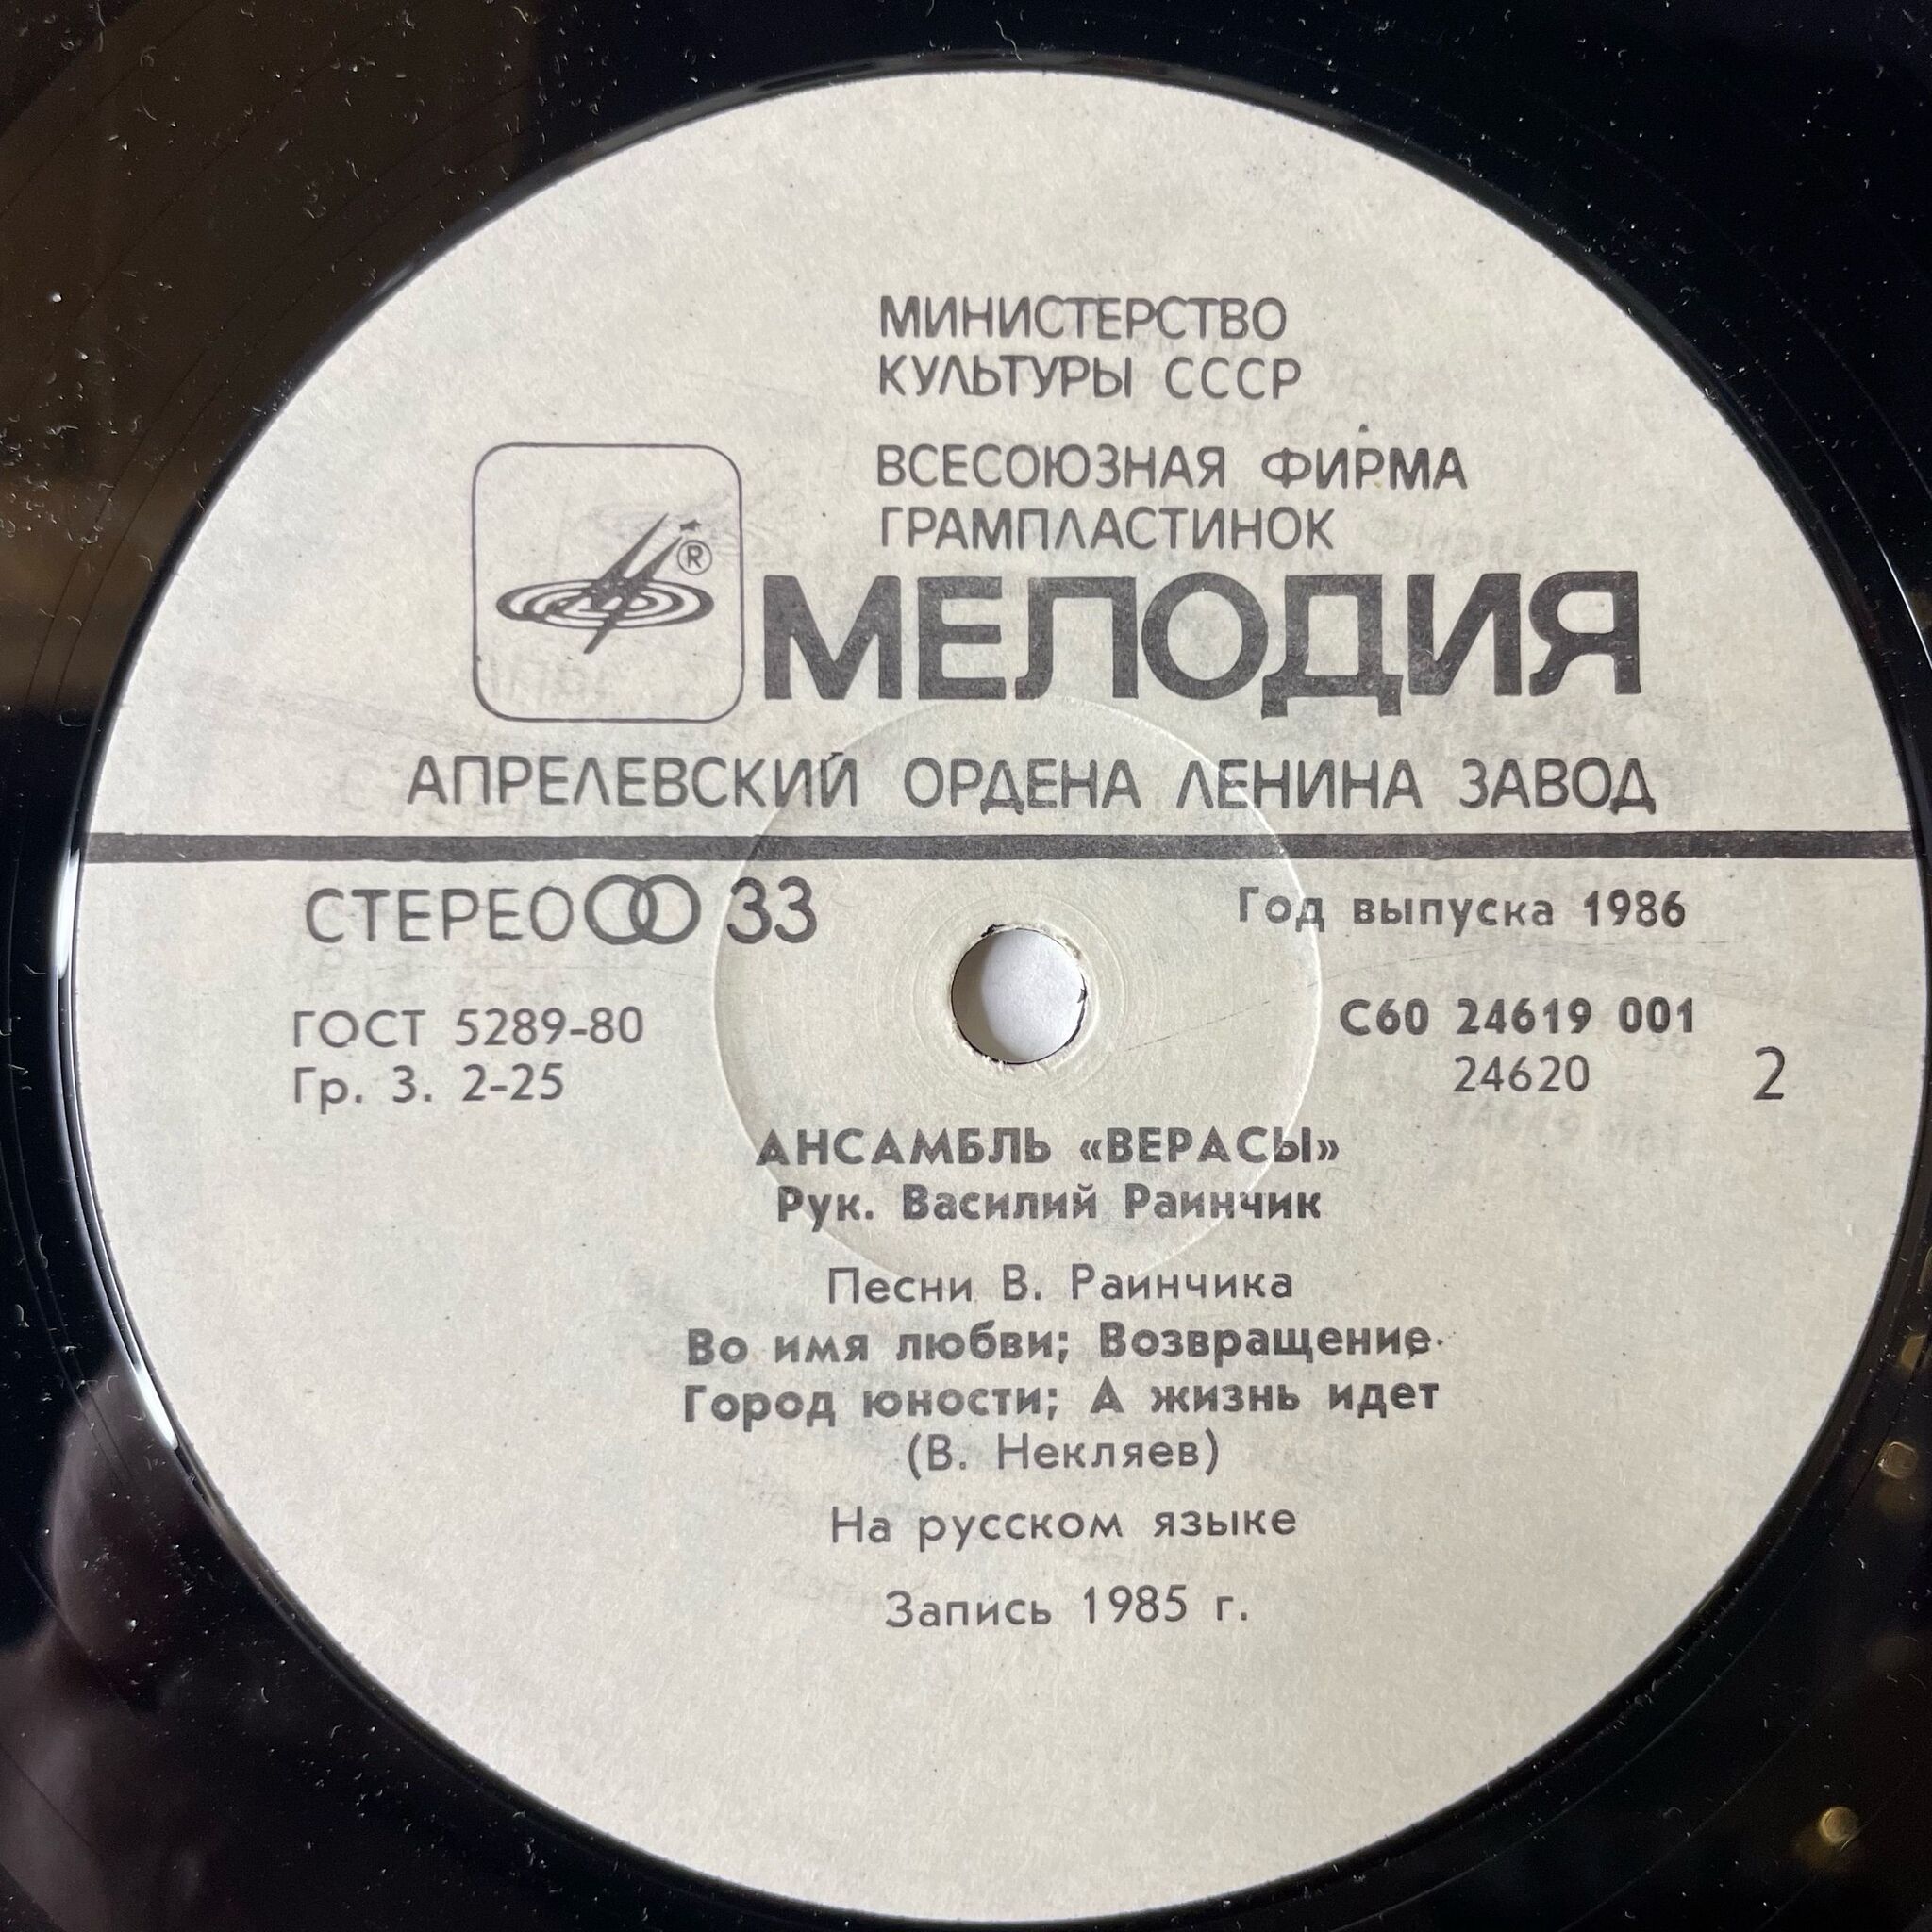 МИНИСТЕРСТВО
КУЛЬТУРЫ СССР
ВСЕСОЮЗНАЯ ФИРМА
ГРАМПЛАСТИНОК
®
МЕЛОДИЯ
АПРЕЛЕВСКИЙ ОРДЕНА ЛЕНИНА ЗАВОД
СТЕРЕО 33
Год выпуска 1986
ГОСТ 5289-80
Гр. 3. 2-25
С60 24619 001
24620
2
АНСАМБЛЬ «ВЕРАСЫ»
Рук. Василий Раинчик
Песни В. Раинчика
Во имя любви; Возвращение
Город юности; А жизнь идет
(В. Некляев)
На русском языке
Запись 1985 г.